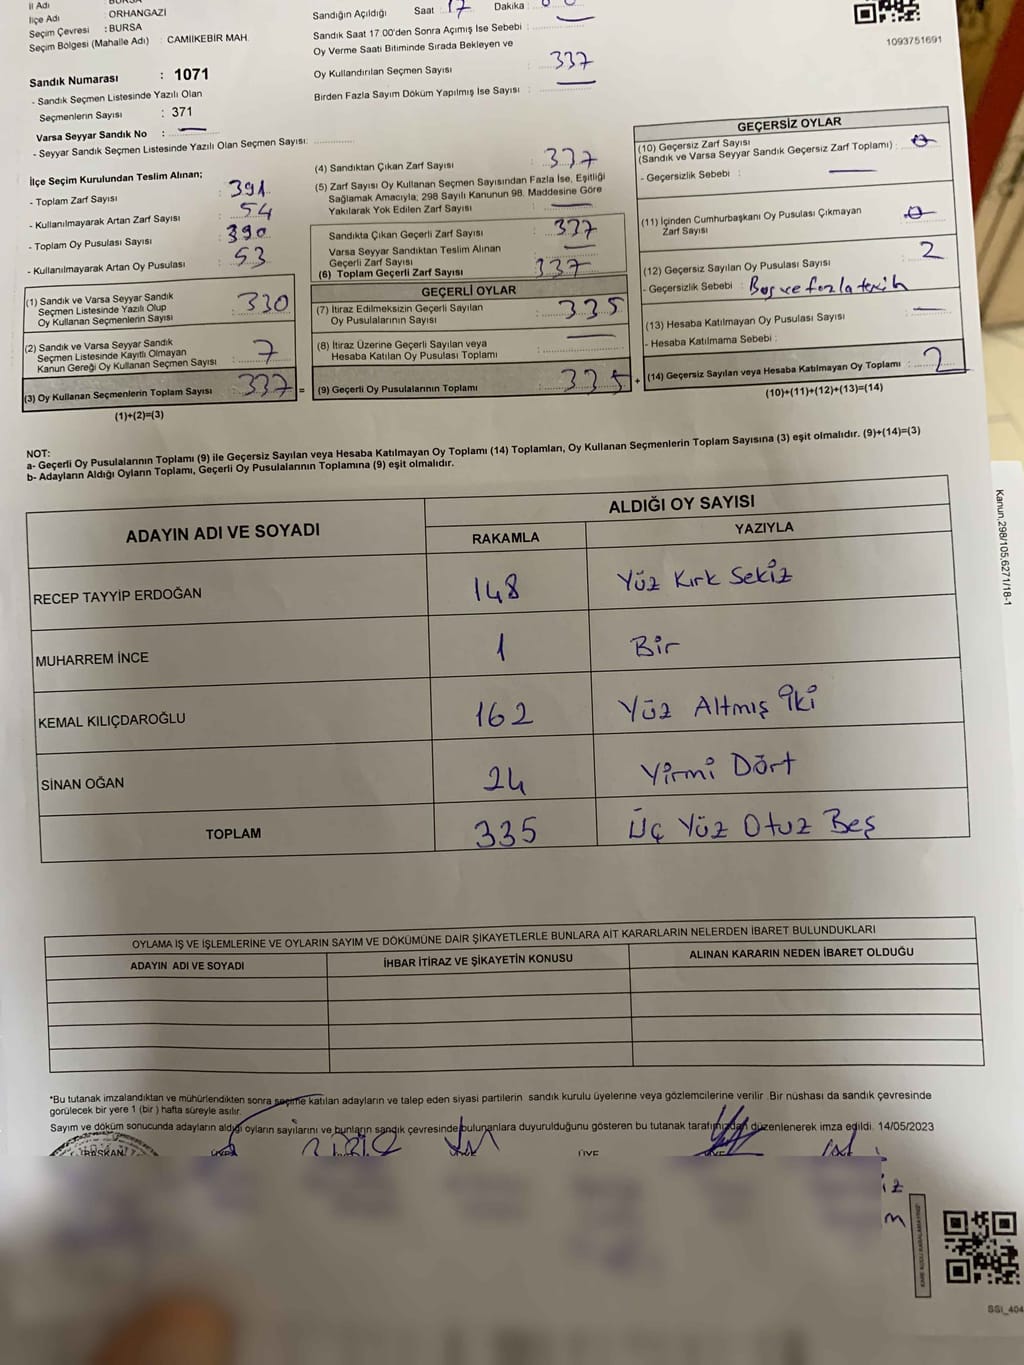 İl Adı
İlçe Adı : ORHANGAZİ
Seçim Çevresi : BURSA
Seçim Bölgesi (Mahalle Adı) : CAMİİKEBİR MAH.
Sandığın Açıldığı Saat 17 Dakika
Sandık Saat 17.00'den Sonra Açımış İse Sebebi : —
Oy Verme Saati Bitiminde Sırada Bekleyen ve
Oy Kullandırılan Seçmen Sayısı : 337
Birden Fazla Sayım Döküm Yapılmış İse Sayısı : —
1093751691
Sandık Numarası : 1071
- Sandık Seçmen Listesinde Yazılı Olan
Seçmenlerin Sayısı : 371
Varsa Seyyar Sandık No : —
- Seyyar Sandık Seçmen Listesinde Yazılı Olan Seçmen Sayısı:
İlçe Seçim Kurulundan Teslim Alınan;
- Toplam Zarf Sayısı : 391
- Kullanılmayarak Artan Zarf Sayısı : 54
- Toplam Oy Pusulası Sayısı : 390
- Kullanılmayarak Artan Oy Pusulası : 53
(1) Sandık ve Varsa Seyyar Sandık
Seçmen Listesinde Yazılı Olup
Oy Kullanan Seçmenlerin Sayısı : 330
(2) Sandık ve Varsa Seyyar Sandık
Seçmen Listesinde Kayıtlı Olmayan
Kanun Gereği Oy Kullanan Seçmen Sayısı : 7
(3) Oy Kullanan Seçmenlerin Toplam Sayısı : 337 =
(1)+(2)=(3)
(4) Sandıktan Çıkan Zarf Sayısı : 337
(5) Zarf Sayısı Oy Kullanan Seçmen Sayısından Fazla İse, Eşitliği
Sağlamak Amacıyla; 298 Sayılı Kanunun 98. Maddesine Göre
Yakılarak Yok Edilen Zarf Sayısı : —
Sandıkta Çıkan Geçerli Zarf Sayısı : 337
Varsa Seyyar Sandıktan Teslim Alınan
Geçerli Zarf Sayısı : —
(6) Toplam Geçerli Zarf Sayısı : 337
GEÇERLİ OYLAR
(7) İtiraz Edilmeksizin Geçerli Sayılan
Oy Pusulalarının Sayısı : 335
(8) İtiraz Üzerine Geçerli Sayılan veya
Hesaba Katılan Oy Pusulası Toplamı : —
(9) Geçerli Oy Pusulalarının Toplamı : 335 +
GEÇERSİZ OYLAR
(10) Geçersiz Zarf Sayısı
(Sandık ve Varsa Seyyar Sandık Geçersiz Zarf Toplamı) : 0
- Geçersizlik Sebebi : —
(11) İçinden Cumhurbaşkanı Oy Pusulası Çıkmayan
Zarf Sayısı : 0
(12) Geçersiz Sayılan Oy Pusulası Sayısı : 2
- Geçersizlik Sebebi : Boş ve fazla tercih
(13) Hesaba Katılmayan Oy Pusulası Sayısı : —
- Hesaba Katılmama Sebebi :
(14) Geçersiz Sayılan veya Hesaba Katılmayan Oy Toplamı : 2
(10)+(11)+(12)+(13)=(14)
NOT:
a- Geçerli Oy Pusulalarının Toplamı (9) ile Geçersiz Sayılan veya Hesaba Katılmayan Oy Toplamı (14) Toplamları, Oy Kullanan Seçmenlerin Toplam Sayısına (3) eşit olmalıdır. (9)+(14)=(3)
b- Adayların Aldığı Oyların Toplamı, Geçerli Oy Pusulalarının Toplamına (9) eşit olmalıdır.
ADAYIN ADI VE SOYADI
ALDIĞI OY SAYISI
RAKAMLA YAZIYLA
RECEP TAYYİP ERDOĞAN 148 Yüz Kırk Sekiz
MUHARREM İNCE 1 Bir
KEMAL KILIÇDAROĞLU 162 Yüz Altmış İki
SİNAN OĞAN 24 Yirmi Dört
TOPLAM 335 Üç Yüz Otuz Beş
Kanun.298/105,6271/18-1
OYLAMA İŞ VE İŞLEMLERİNE VE OYLARIN SAYIM VE DÖKÜMÜNE DAİR ŞİKAYETLERLE BUNLARA AİT KARARLARIN NELERDEN İBARET BULUNDUKLARI
ADAYIN ADI VE SOYADI İHBAR İTİRAZ VE ŞİKAYETİN KONUSU ALINAN KARARIN NEDEN İBARET OLDUĞU
*Bu tutanak imzalandıktan ve mühürlendikten sonra seçime katılan adayların ve talep eden siyasi partilerin sandık kurulu üyelerine veya gözlemcilerine verilir .Bir nüshası da sandık çevresinde
görülecek bir yere 1 (bir ) hafta süreyle asılır.
Sayım ve döküm sonucunda adayların aldığı oyların sayılarını ve bunların sandık çevresinde bulunanlara duyurulduğunu gösteren bu tutanak tarafımızdan düzenlenerek imza edildi. 14/05/2023
BAŞKAN
ÜYE
SSI_404